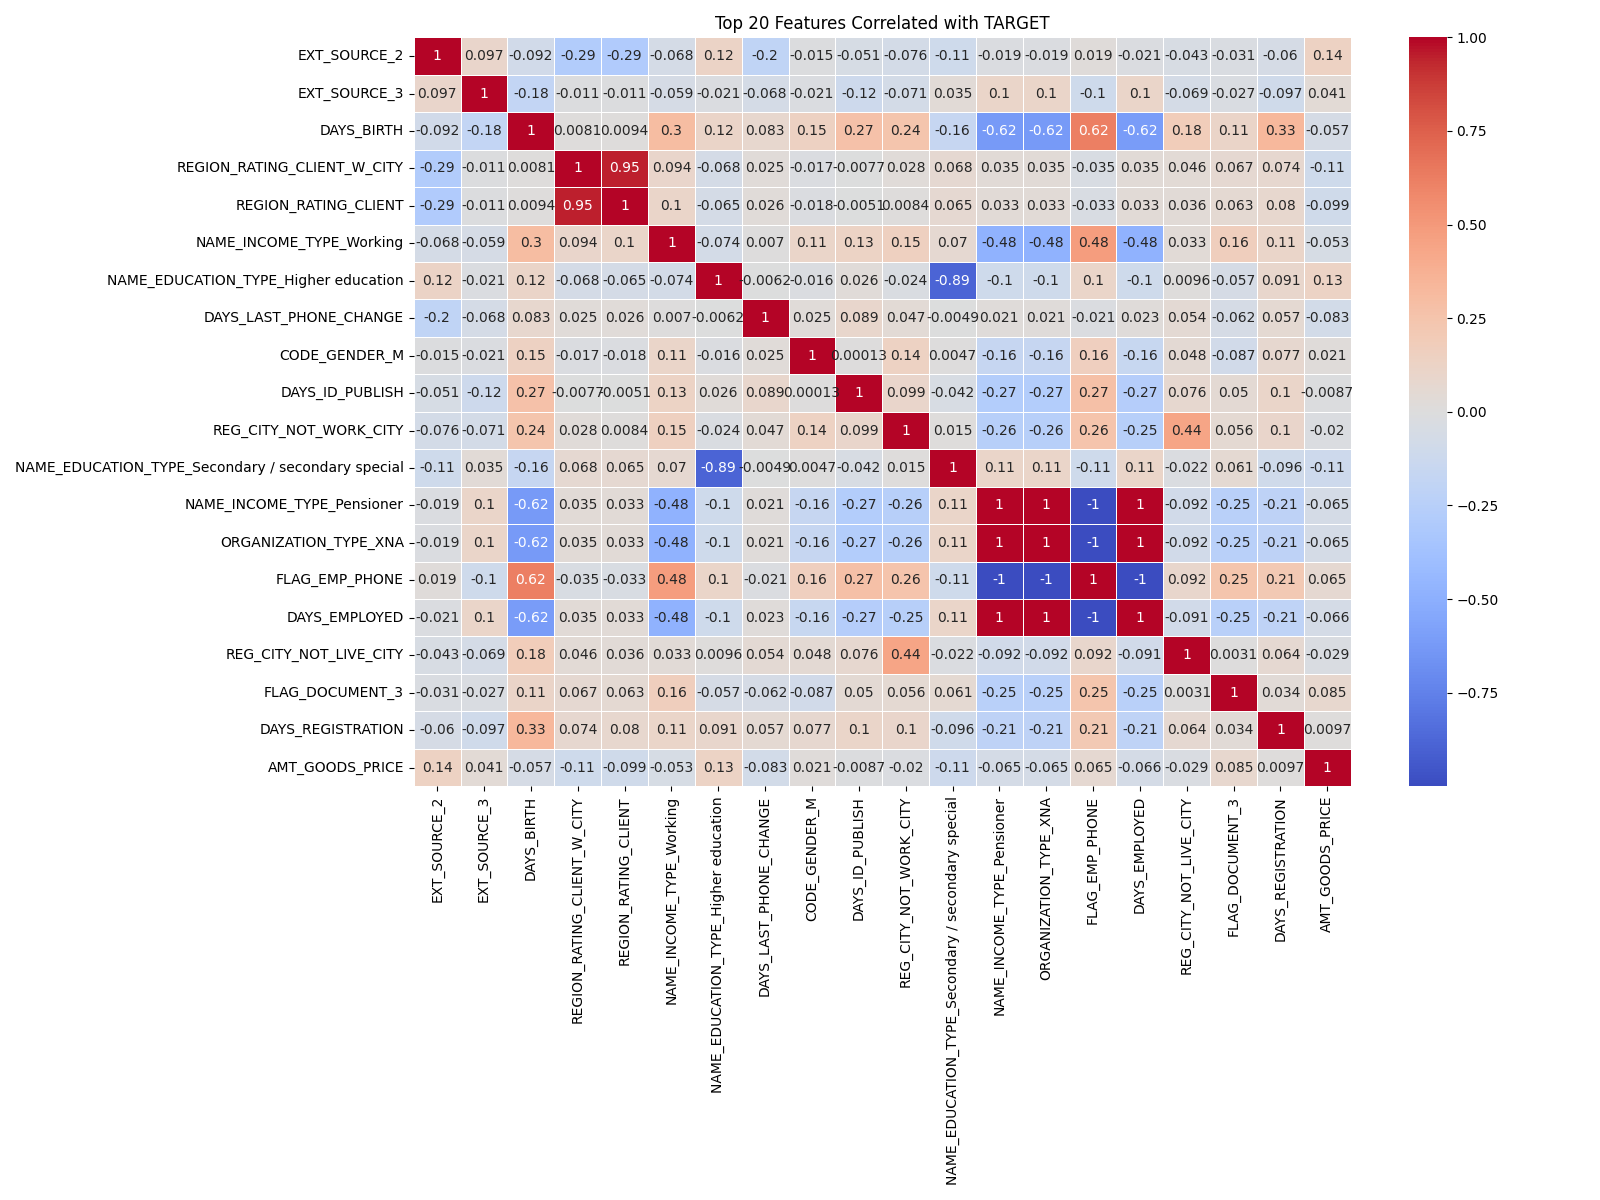 Top 20 Features Correlated with TARGET
EXT_SOURCE_2 1 0.097 -0.092 -0.29 -0.29 -0.068 0.12 -0.2 -0.015 -0.051 -0.076 -0.11 -0.019 -0.019 0.019 -0.021 -0.043 -0.031 -0.06 0.14
EXT_SOURCE_3 0.097 1 -0.18 -0.011 -0.011 -0.059 -0.021 -0.068 -0.021 -0.12 -0.071 0.035 0.1 0.1 -0.1 0.1 -0.069 -0.027 -0.097 0.041
DAYS_BIRTH -0.092 -0.18 1 0.0081 0.0094 0.3 0.12 0.083 0.15 0.27 0.24 -0.16 -0.62 -0.62 0.62 -0.62 0.18 0.11 0.33 -0.057
REGION_RATING_CLIENT_W_CITY -0.29 -0.011 0.0081 1 0.95 0.094 -0.068 0.025 -0.017 -0.0077 0.028 0.068 0.035 0.035 -0.035 0.035 0.046 0.067 0.074 -0.11
REGION_RATING_CLIENT -0.29 -0.011 0.0094 0.95 1 0.1 -0.065 0.026 -0.018 -0.0051 0.0084 0.065 0.033 0.033 -0.033 0.033 0.036 0.063 0.08 -0.099
NAME_INCOME_TYPE_Working -0.068 -0.059 0.3 0.094 0.1 1 -0.074 0.007 0.11 0.13 0.15 0.07 -0.48 -0.48 0.48 -0.48 0.033 0.16 0.11 -0.053
NAME_EDUCATION_TYPE_Higher education 0.12 -0.021 0.12 -0.068 -0.065 -0.074 1 -0.0062 -0.016 0.026 -0.024 -0.89 -0.1 -0.1 0.1 -0.1 0.0096 -0.057 0.091 0.13
DAYS_LAST_PHONE_CHANGE -0.2 -0.068 0.083 0.025 0.026 0.007 -0.0062 1 0.025 0.089 0.047 -0.0049 0.021 0.021 -0.021 0.023 0.054 -0.062 0.057 -0.083
CODE_GENDER_M -0.015 -0.021 0.15 -0.017 -0.018 0.11 -0.016 0.025 1 0.00013 0.14 0.0047 -0.16 -0.16 0.16 -0.16 0.048 -0.087 0.077 0.021
DAYS_ID_PUBLISH -0.051 -0.12 0.27 -0.0077 -0.0051 0.13 0.026 0.089 0.00013 1 0.099 -0.042 -0.27 -0.27 0.27 -0.27 0.076 0.05 0.1 -0.0087
REG_CITY_NOT_WORK_CITY -0.076 -0.071 0.24 0.028 0.0084 0.15 -0.024 0.047 0.14 0.099 1 0.015 -0.26 -0.26 0.26 -0.25 0.44 0.056 0.1 -0.02
NAME_EDUCATION_TYPE_Secondary / secondary special -0.11 0.035 -0.16 0.068 0.065 0.07 -0.89 -0.0049 0.0047 -0.042 0.015 1 0.11 0.11 -0.11 0.11 -0.022 0.061 -0.096 -0.11
NAME_INCOME_TYPE_Pensioner -0.019 0.1 -0.62 0.035 0.033 -0.48 -0.1 0.021 -0.16 -0.27 -0.26 0.11 1 1 -1 1 -0.092 -0.25 -0.21 -0.065
ORGANIZATION_TYPE_XNA -0.019 0.1 -0.62 0.035 0.033 -0.48 -0.1 0.021 -0.16 -0.27 -0.26 0.11 1 1 -1 1 -0.092 -0.25 -0.21 -0.065
FLAG_EMP_PHONE 0.019 -0.1 0.62 -0.035 -0.033 0.48 0.1 -0.021 0.16 0.27 0.26 -0.11 -1 -1 1 -1 0.092 0.25 0.21 0.065
DAYS_EMPLOYED -0.021 0.1 -0.62 0.035 0.033 -0.48 -0.1 0.023 -0.16 -0.27 -0.25 0.11 1 1 -1 1 -0.091 -0.25 -0.21 -0.066
REG_CITY_NOT_LIVE_CITY -0.043 -0.069 0.18 0.046 0.036 0.033 0.0096 0.054 0.048 0.076 0.44 -0.022 -0.092 -0.092 0.092 -0.091 1 0.0031 0.064 -0.029
FLAG_DOCUMENT_3 -0.031 -0.027 0.11 0.067 0.063 0.16 -0.057 -0.062 -0.087 0.05 0.056 0.061 -0.25 -0.25 0.25 -0.25 0.0031 1 0.034 0.085
DAYS_REGISTRATION -0.06 -0.097 0.33 0.074 0.08 0.11 0.091 0.057 0.077 0.1 0.1 -0.096 -0.21 -0.21 0.21 -0.21 0.064 0.034 1 0.0097
AMT_GOODS_PRICE 0.14 0.041 -0.057 -0.11 -0.099 -0.053 0.13 -0.083 0.021 -0.0087 -0.02 -0.11 -0.065 -0.065 0.065 -0.066 -0.029 0.085 0.0097 1
EXT_SOURCE_2
EXT_SOURCE_3
DAYS_BIRTH
REGION_RATING_CLIENT_W_CITY
REGION_RATING_CLIENT
NAME_INCOME_TYPE_Working
NAME_EDUCATION_TYPE_Higher education
DAYS_LAST_PHONE_CHANGE
CODE_GENDER_M
DAYS_ID_PUBLISH
REG_CITY_NOT_WORK_CITY
NAME_EDUCATION_TYPE_Secondary / secondary special
NAME_INCOME_TYPE_Pensioner
ORGANIZATION_TYPE_XNA
FLAG_EMP_PHONE
DAYS_EMPLOYED
REG_CITY_NOT_LIVE_CITY
FLAG_DOCUMENT_3
DAYS_REGISTRATION
AMT_GOODS_PRICE
1.00
0.75
0.50
0.25
0.00
−0.25
−0.50
−0.75